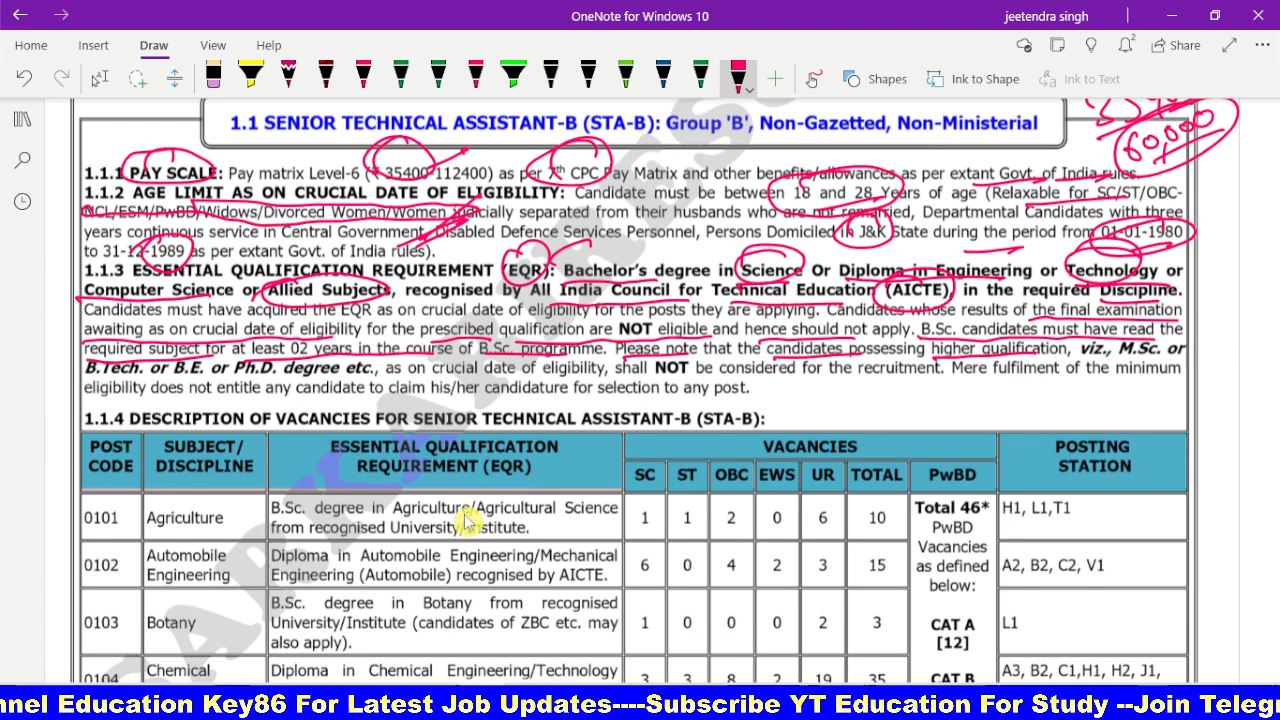 OneNote for Windows 10
jeetendra singh
Home Insert Draw View Help
Share
Shapes Ink to Shape Ink to Text
60,000
1.1 SENIOR TECHNICAL ASSISTANT-B (STA-B): Group 'B', Non-Gazetted, Non-Ministerial
1.1.1 PAY SCALE: Pay matrix Level-6 (₹ 35400-112400) as per 7th CPC Pay Matrix and other benefits/allowances as per extant Govt. of India rules.
1.1.2 AGE LIMIT AS ON CRUCIAL DATE OF ELIGIBILITY: Candidate must be between 18 and 28 Years of age (Relaxable for SC/ST/OBC-
NCL/ESM/PwBD/Widows/Divorced Women/Women judicially separated from their husbands who are not remarried, Departmental Candidates with three
years continuous service in Central Government, Disabled Defence Services Personnel, Persons Domiciled in J&K State during the period from 01-01-1980
to 31-12-1989 as per extant Govt. of India rules).
1.1.3 ESSENTIAL QUALIFICATION REQUIREMENT (EQR): Bachelor's degree in Science Or Diploma in Engineering or Technology or
Computer Science or Allied Subjects, recognised by All India Council for Technical Education (AICTE), in the required Discipline.
Candidates must have acquired the EQR as on crucial date of eligibility for the posts they are applying. Candidates whose results of the final examination
awaiting as on crucial date of eligibility for the prescribed qualification are NOT eligible and hence should not apply. B.Sc. candidates must have read the
required subject for at least 02 years in the course of B.Sc. programme. Please note that the candidates possessing higher qualification, viz., M.Sc. or
B.Tech. or B.E. or Ph.D. degree etc., as on crucial date of eligibility, shall NOT be considered for the recruitment. Mere fulfilment of the minimum
eligibility does not entitle any candidate to claim his/her candidature for selection to any post.
1.1.4 DESCRIPTION OF VACANCIES FOR SENIOR TECHNICAL ASSISTANT-B (STA-B):
POST CODE SUBJECT/ DISCIPLINE ESSENTIAL QUALIFICATION REQUIREMENT (EQR) VACANCIES POSTING STATION
SC ST OBC EWS UR TOTAL PwBD
0101 Agriculture B.Sc. degree in Agriculture/Agricultural Science
from recognised University/Institute. 1 1 2 0 6 10 H1, L1,T1
0102 Automobile Engineering Diploma in Automobile Engineering/Mechanical
Engineering (Automobile) recognised by AICTE. 6 0 4 2 3 15 A2, B2, C2, V1
0103 Botany B.Sc. degree in Botany from recognised
University/Institute (candidates of ZBC etc. may
also apply). 1 0 0 0 2 3 L1
0104 Chemical Diploma in Chemical Engineering/Technology 3 3 8 2 19 35 A3, B2, C1,H1, H2, J1,
Total 46*
PwBD
Vacancies
as defined
below:
CAT A
[12]
CAT B
nnel Education Key86 For Latest Job Updates----Subscribe YT Education For Study --Join Teleg